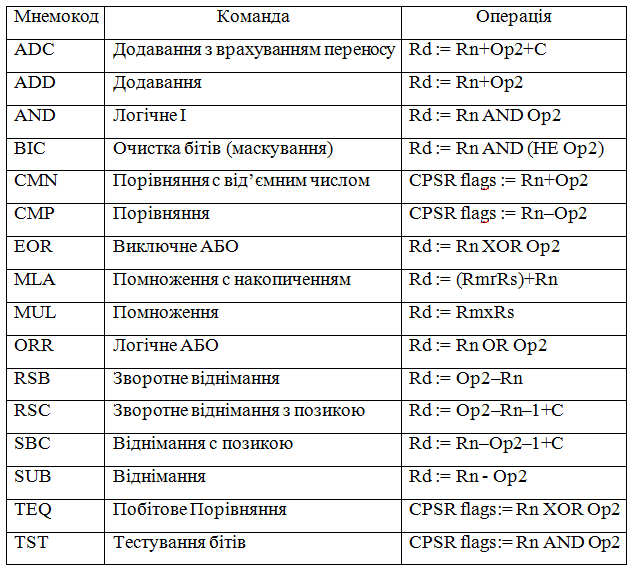 Мнемокод Команда Операція
ADC Додавання з врахуванням переносу Rd := Rn+Op2+C
ADD Додавання Rd := Rn+Op2
AND Логічне І Rd := Rn AND Op2
BIC Очистка бітів (маскування) Rd := Rn AND (НЕ Op2)
CMN Порівняння с від’ємним числом CPSR flags := Rn+Op2
CMP Порівняння CPSR flags := Rn–Op2
EOR Виключне АБО Rd := Rn XOR Op2
MLA Помноження с накопиченням Rd := (RmrRs)+Rn
MUL Помноження Rd := RmxRs
ORR Логічне АБО Rd := Rn OR Op2
RSB Зворотне віднімання Rd := Op2–Rn
RSC Зворотне віднімання з позикою Rd := Op2–Rn–1+C
SBC Віднімання с позикою Rd := Rn–Op2–1+C
SUB Віднімання Rd := Rn - Op2
TEQ Побітове Порівняння CPSR flags:= Rn XOR Op2
TST Тестування бітів CPSR flags:= Rn AND Op2